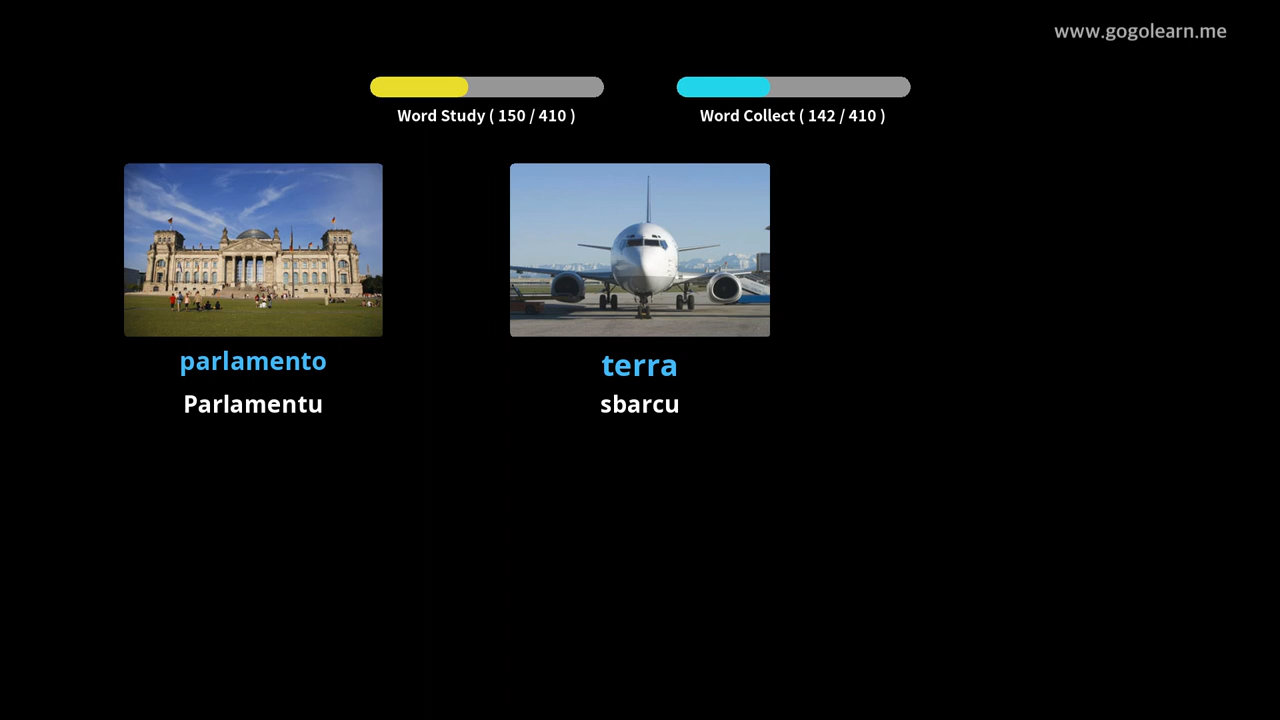 www.gogolearn.me
Word Study ( 150 / 410 )
Word Collect ( 142 / 410 )
parlamento
Parlamentu
terra
sbarcu